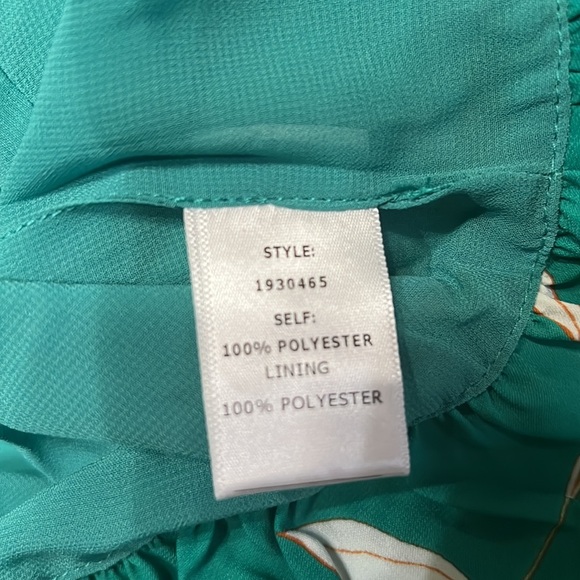 STYLE:
1930465
SELF:
100% POLYESTER
LINING
100% POLYESTER